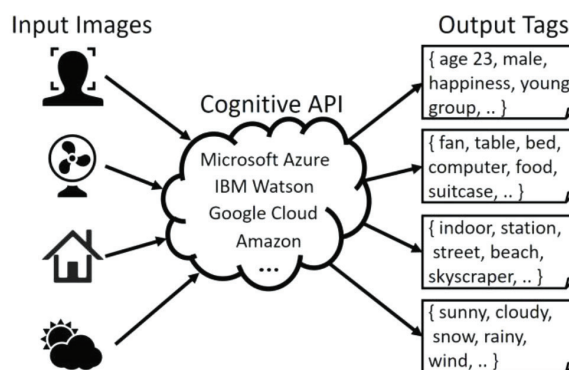 Input Images
Output Tags
Cognitive API
Microsoft Azure
IBM Watson
Google Cloud
Amazon
...
{ age 23, male,
happiness, young
group, .. }
{ fan, table, bed,
computer, food,
suitcase, .. }
{ indoor, station,
street, beach,
skyscraper, .. }
{ sunny, cloudy,
snow, rainy,
wind, .. }